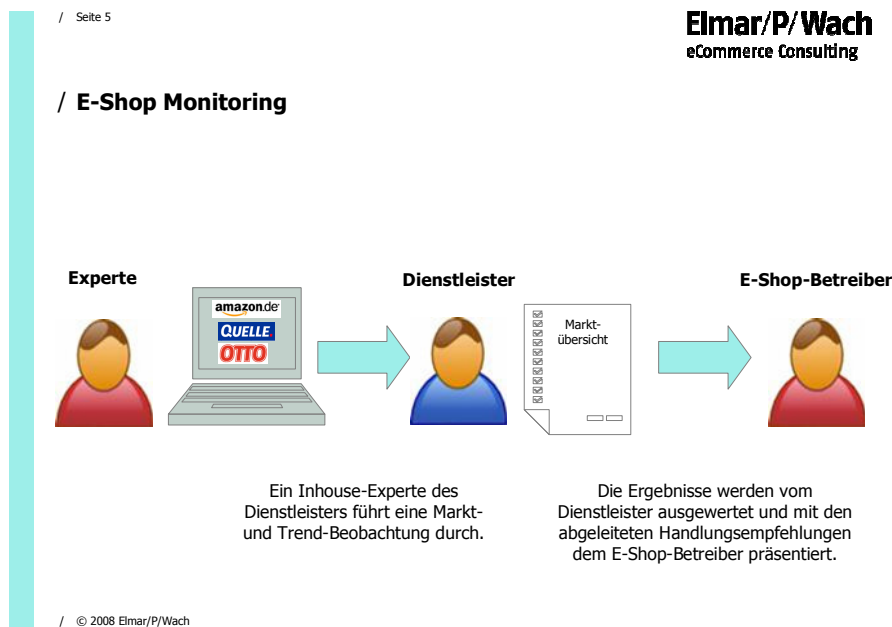 / Seite 5
Elmar/P/Wach
eCommerce Consulting
/ E-Shop Monitoring
Experte
Dienstleister
E-Shop-Betreiber
amazon.de
QUELLE.
OTTO
Markt-
übersicht
Ein Inhouse-Experte des
Dienstleisters führt eine Markt-
und Trend-Beobachtung durch.
Die Ergebnisse werden vom
Dienstleister ausgewertet und mit den
abgeleiteten Handlungsempfehlungen
dem E-Shop-Betreiber präsentiert.
/ © 2008 Elmar/P/Wach